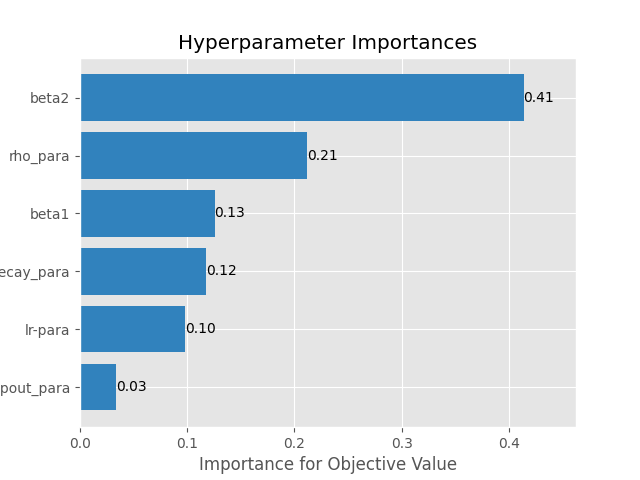 Hyperparameter Importances
beta2
0.41
rho_para
0.21
beta1
0.13
ecay_para
0.12
lr-para
0.10
pout_para
0.03
0.0 0.1 0.2 0.3 0.4
Importance for Objective Value